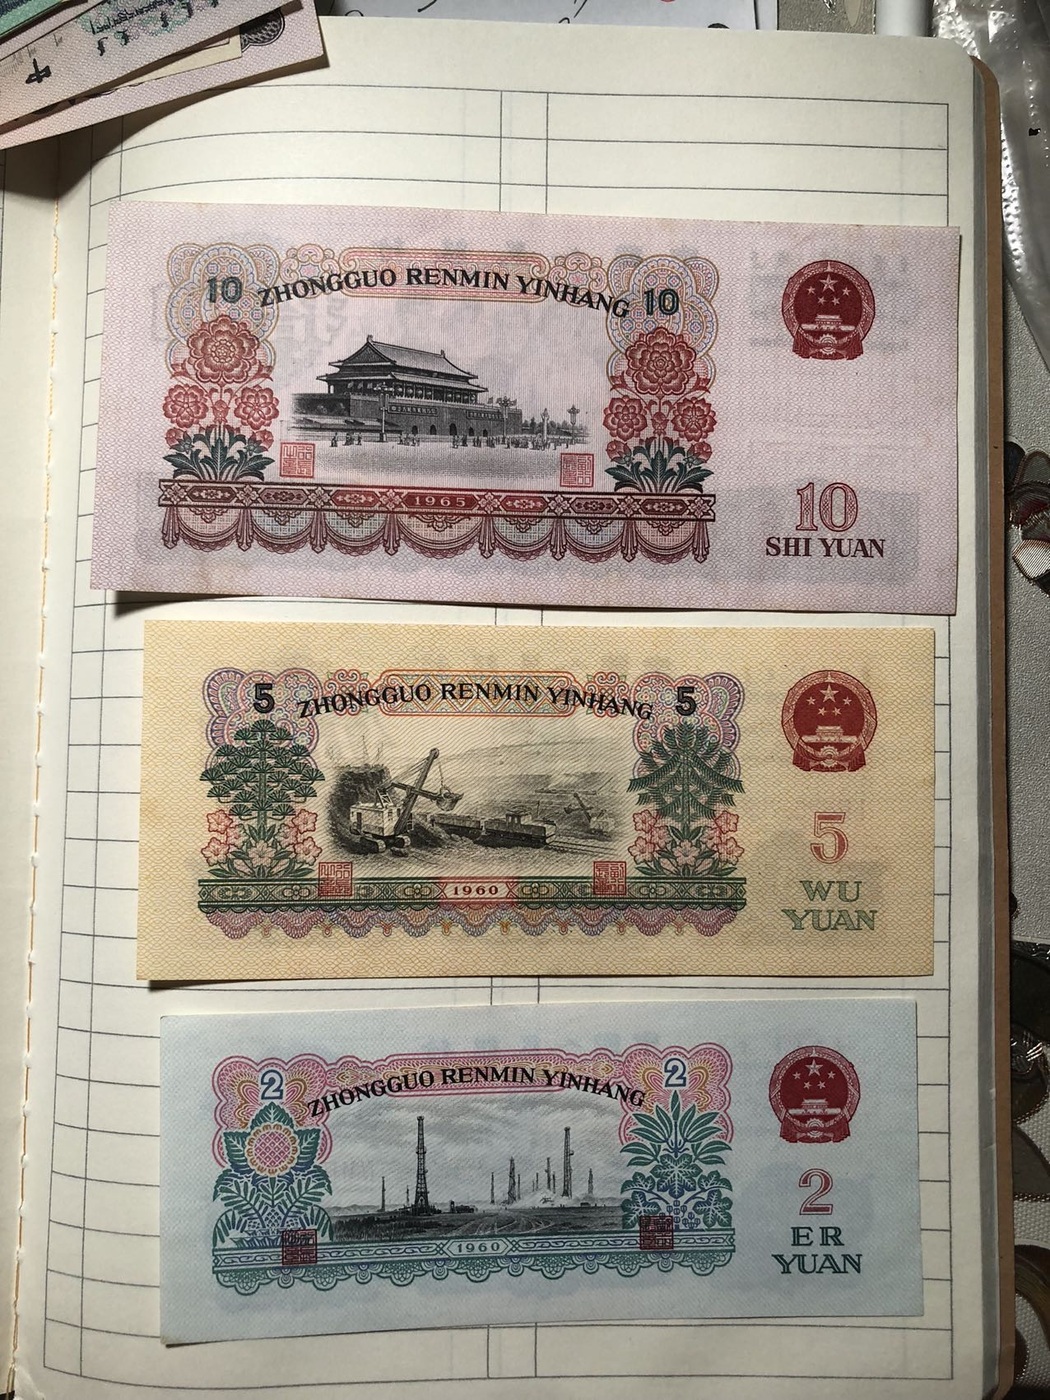 中
10 ZHONGGUO RENMIN YINHANG 10
1965
10
SHI YUAN
5 ZHONGGUO RENMIN YINHANG 5
1960
5
WU
YUAN
2 ZHONGGUO RENMIN YINHANG 2
1960
2
ER
YUAN